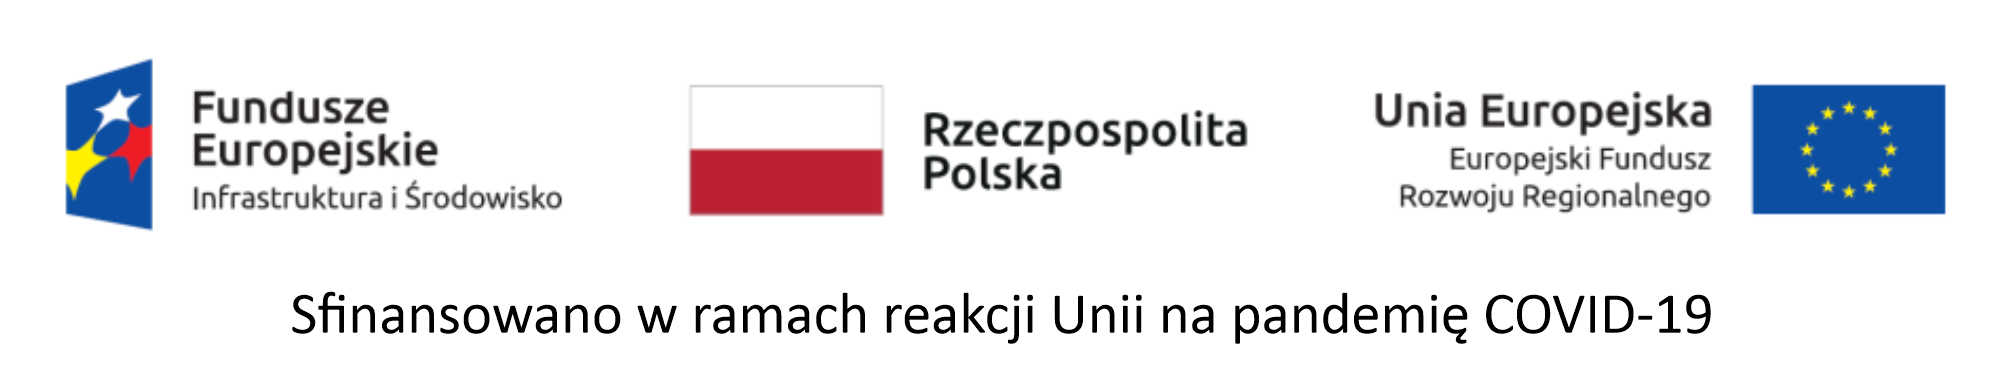 Fundusze
Europejskie
Infrastruktura i Środowisko
Rzeczpospolita
Polska
Unia Europejska
Europejski Fundusz
Rozwoju Regionalnego
Sfinansowano w ramach reakcji Unii na pandemię COVID-19